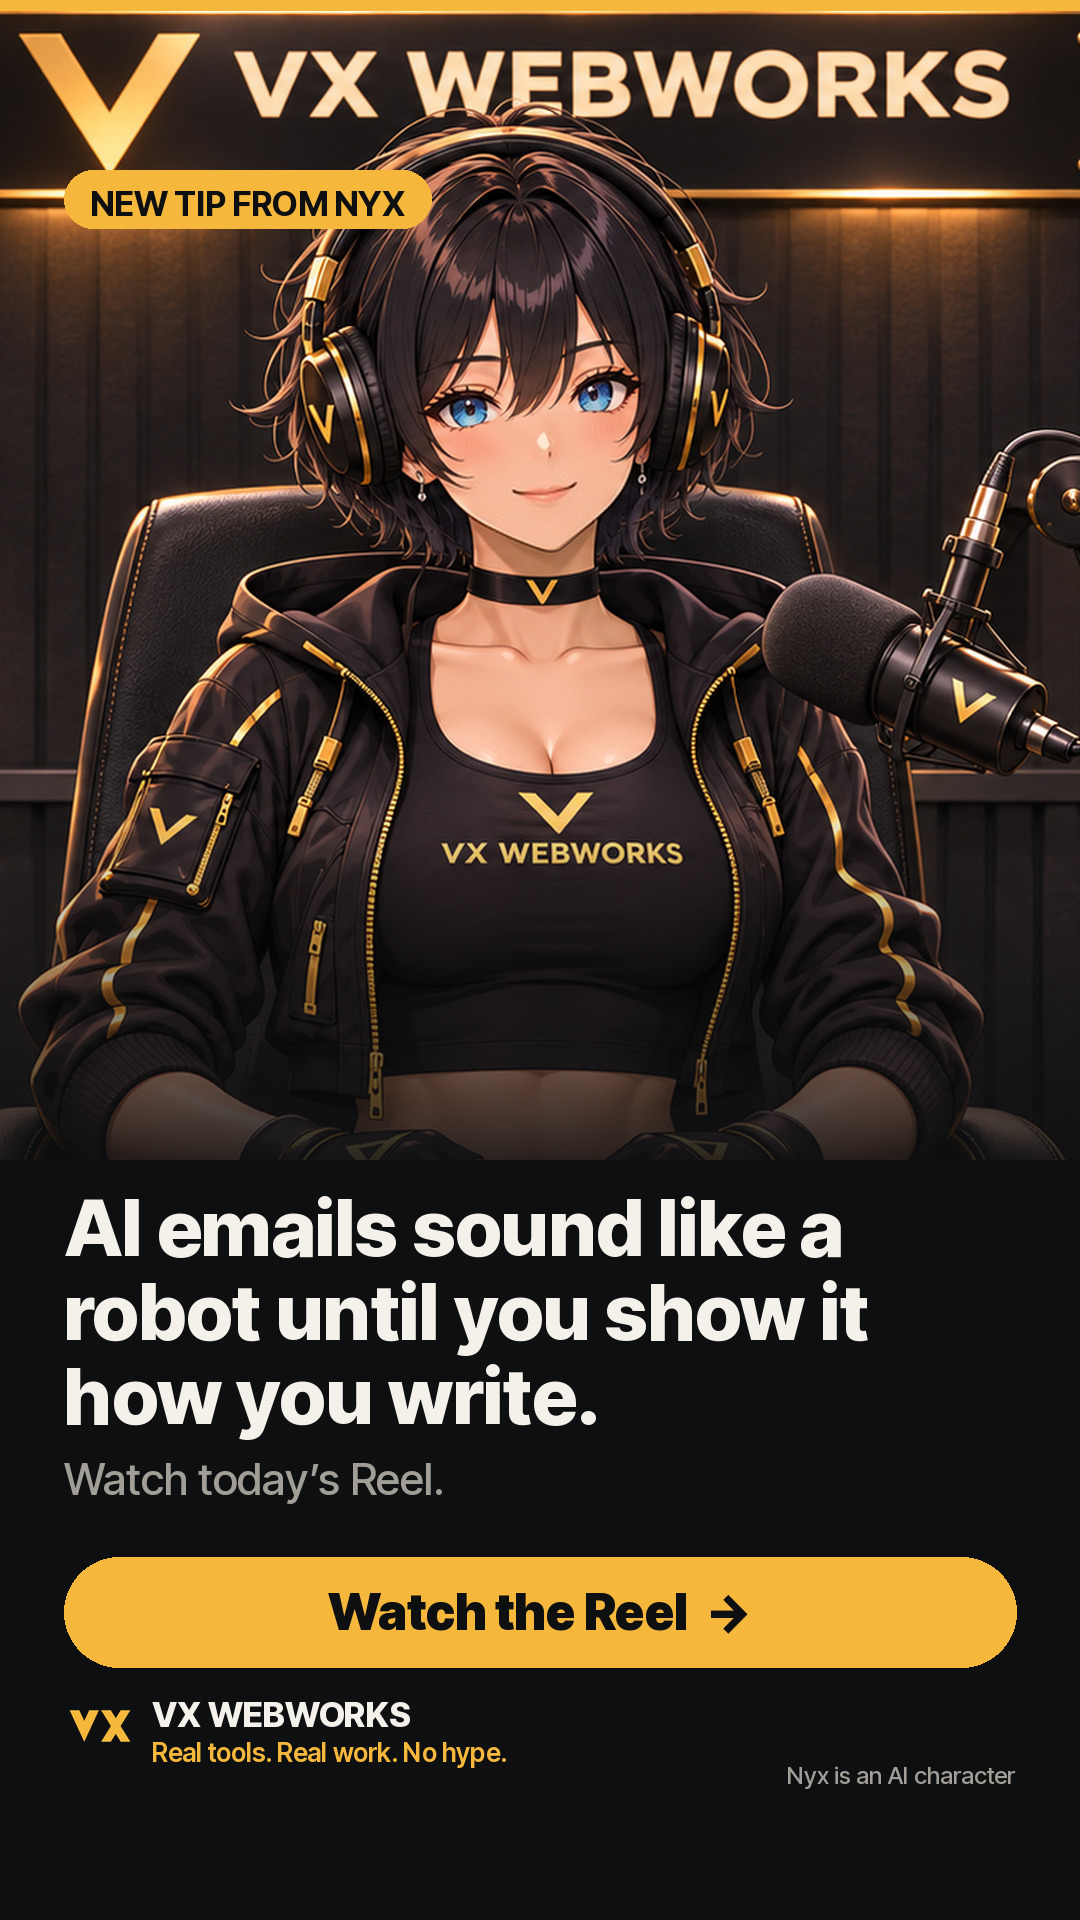 VX WEBWORKS
NEW TIP FROM NYX
VX WEBWORKS
AI emails sound like a
robot until you show it
how you write.
Watch today’s Reel.
Watch the Reel →
VX VX WEBWORKS
Real tools. Real work. No hype.
Nyx is an AI character